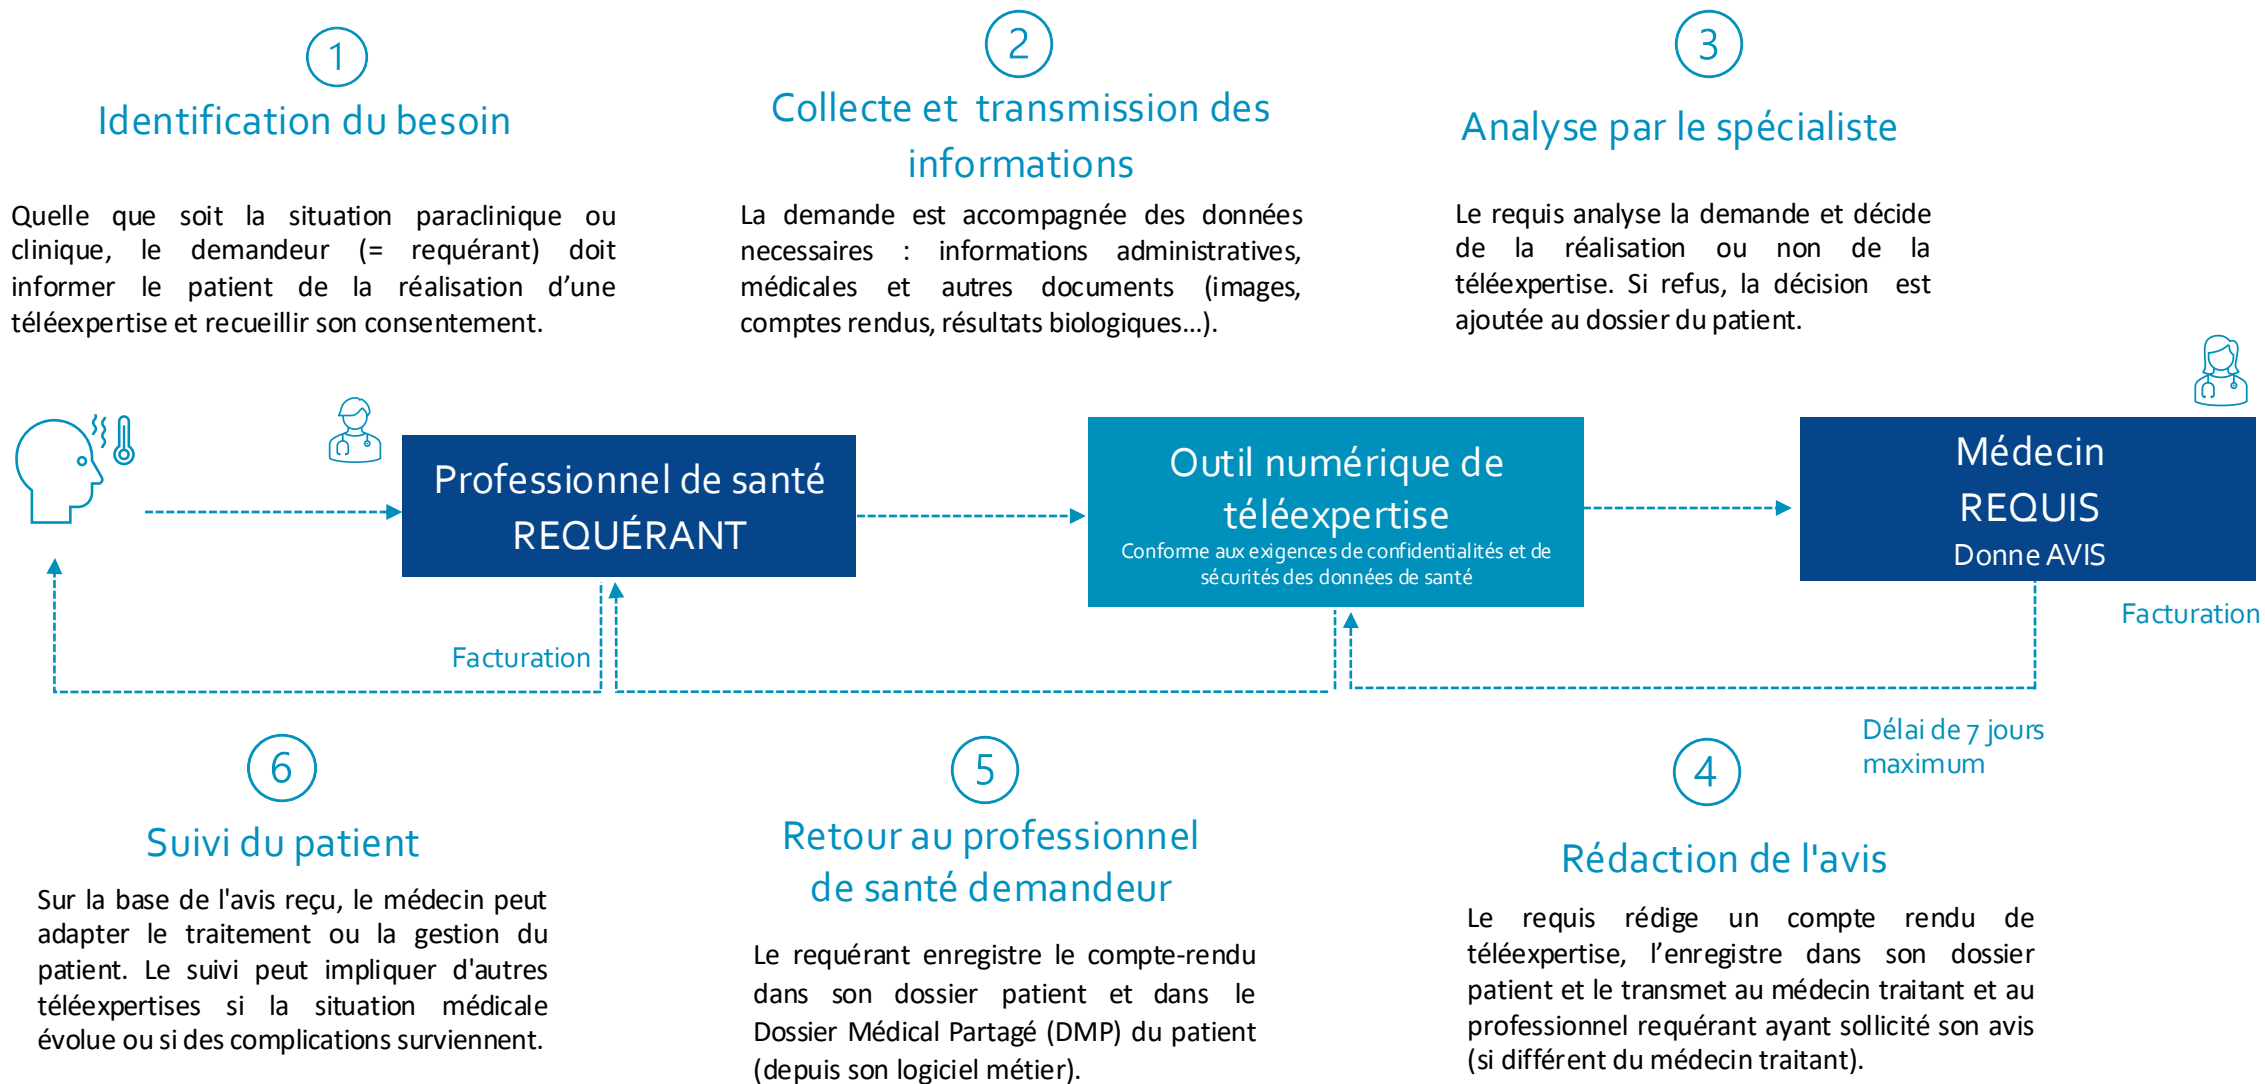 1
Identification du besoin
Quelle que soit la situation paraclinique ou
clinique, le demandeur (= requérant) doit
informer le patient de la réalisation d’une
téléexpertise et recueillir son consentement.
2
Collecte et transmission des
informations
La demande est accompagnée des données
necessaires : informations administratives,
médicales et autres documents (images,
comptes rendus, résultats biologiques...).
3
Analyse par le spécialiste
Le requis analyse la demande et décide
de la réalisation ou non de la
téléexpertise. Si refus, la décision est
ajoutée au dossier du patient.
Professionnel de santé
REQUÉRANT
Outil numérique de
téléexpertise
Conforme aux exigences de confidentialités et de
sécurités des données de santé
Médecin
REQUIS
Donne AVIS
Facturation
Facturation
Délai de 7 jours
maximum
6
Suivi du patient
Sur la base de l'avis reçu, le médecin peut
adapter le traitement ou la gestion du
patient. Le suivi peut impliquer d'autres
téléexpertises si la situation médicale
évolue ou si des complications surviennent.
5
Retour au professionnel
de santé demandeur
Le requérant enregistre le compte-rendu
dans son dossier patient et dans le
Dossier Médical Partagé (DMP) du patient
(depuis son logiciel métier).
4
Rédaction de l'avis
Le requis rédige un compte rendu de
téléexpertise, l’enregistre dans son dossier
patient et le transmet au médecin traitant et au
professionnel requérant ayant sollicité son avis
(si différent du médecin traitant).